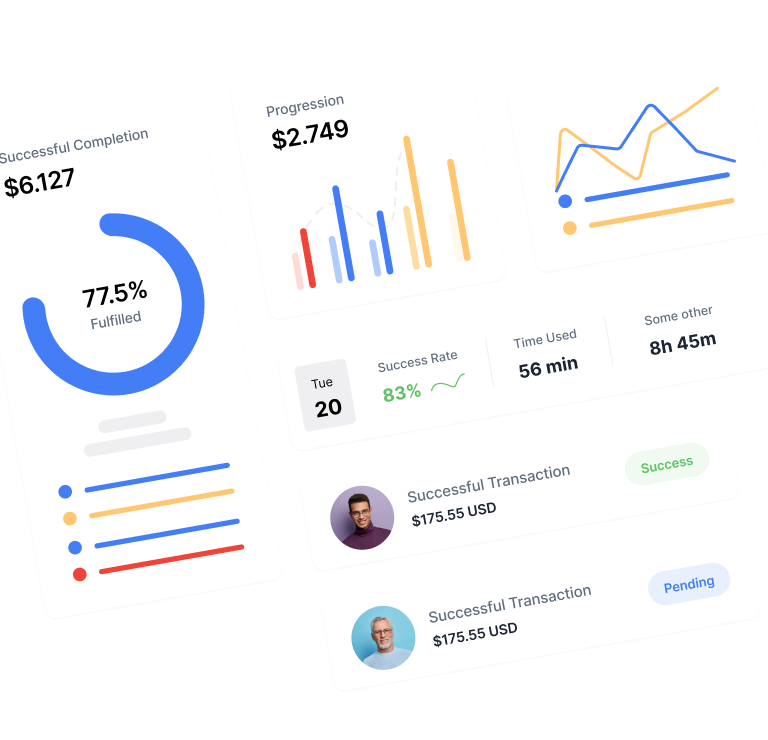 Successful Completion
$6.127
77.5%
Fulfilled
Progression
$2.749
Tue
20
Success Rate
83%
Time Used
56 min
Some other
8h 45m
Successful Transaction
$175.55 USD
Success
Successful Transaction
$175.55 USD
Pending